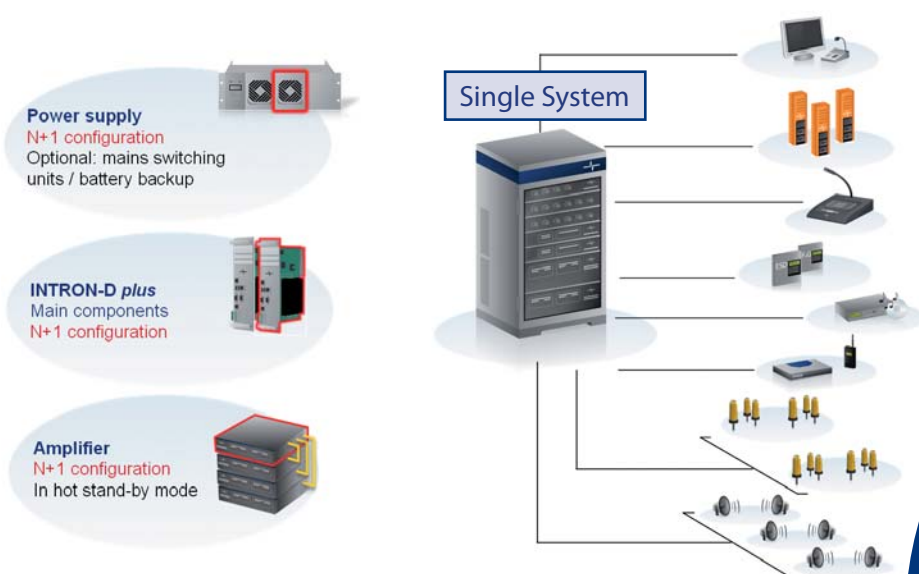 Power supply
N+1 configuration
Optional: mains switching
units / battery backup
INTRON-D plus
Main components
N+1 configuration
Amplifier
N+1 configuration
In hot stand-by mode
Single System